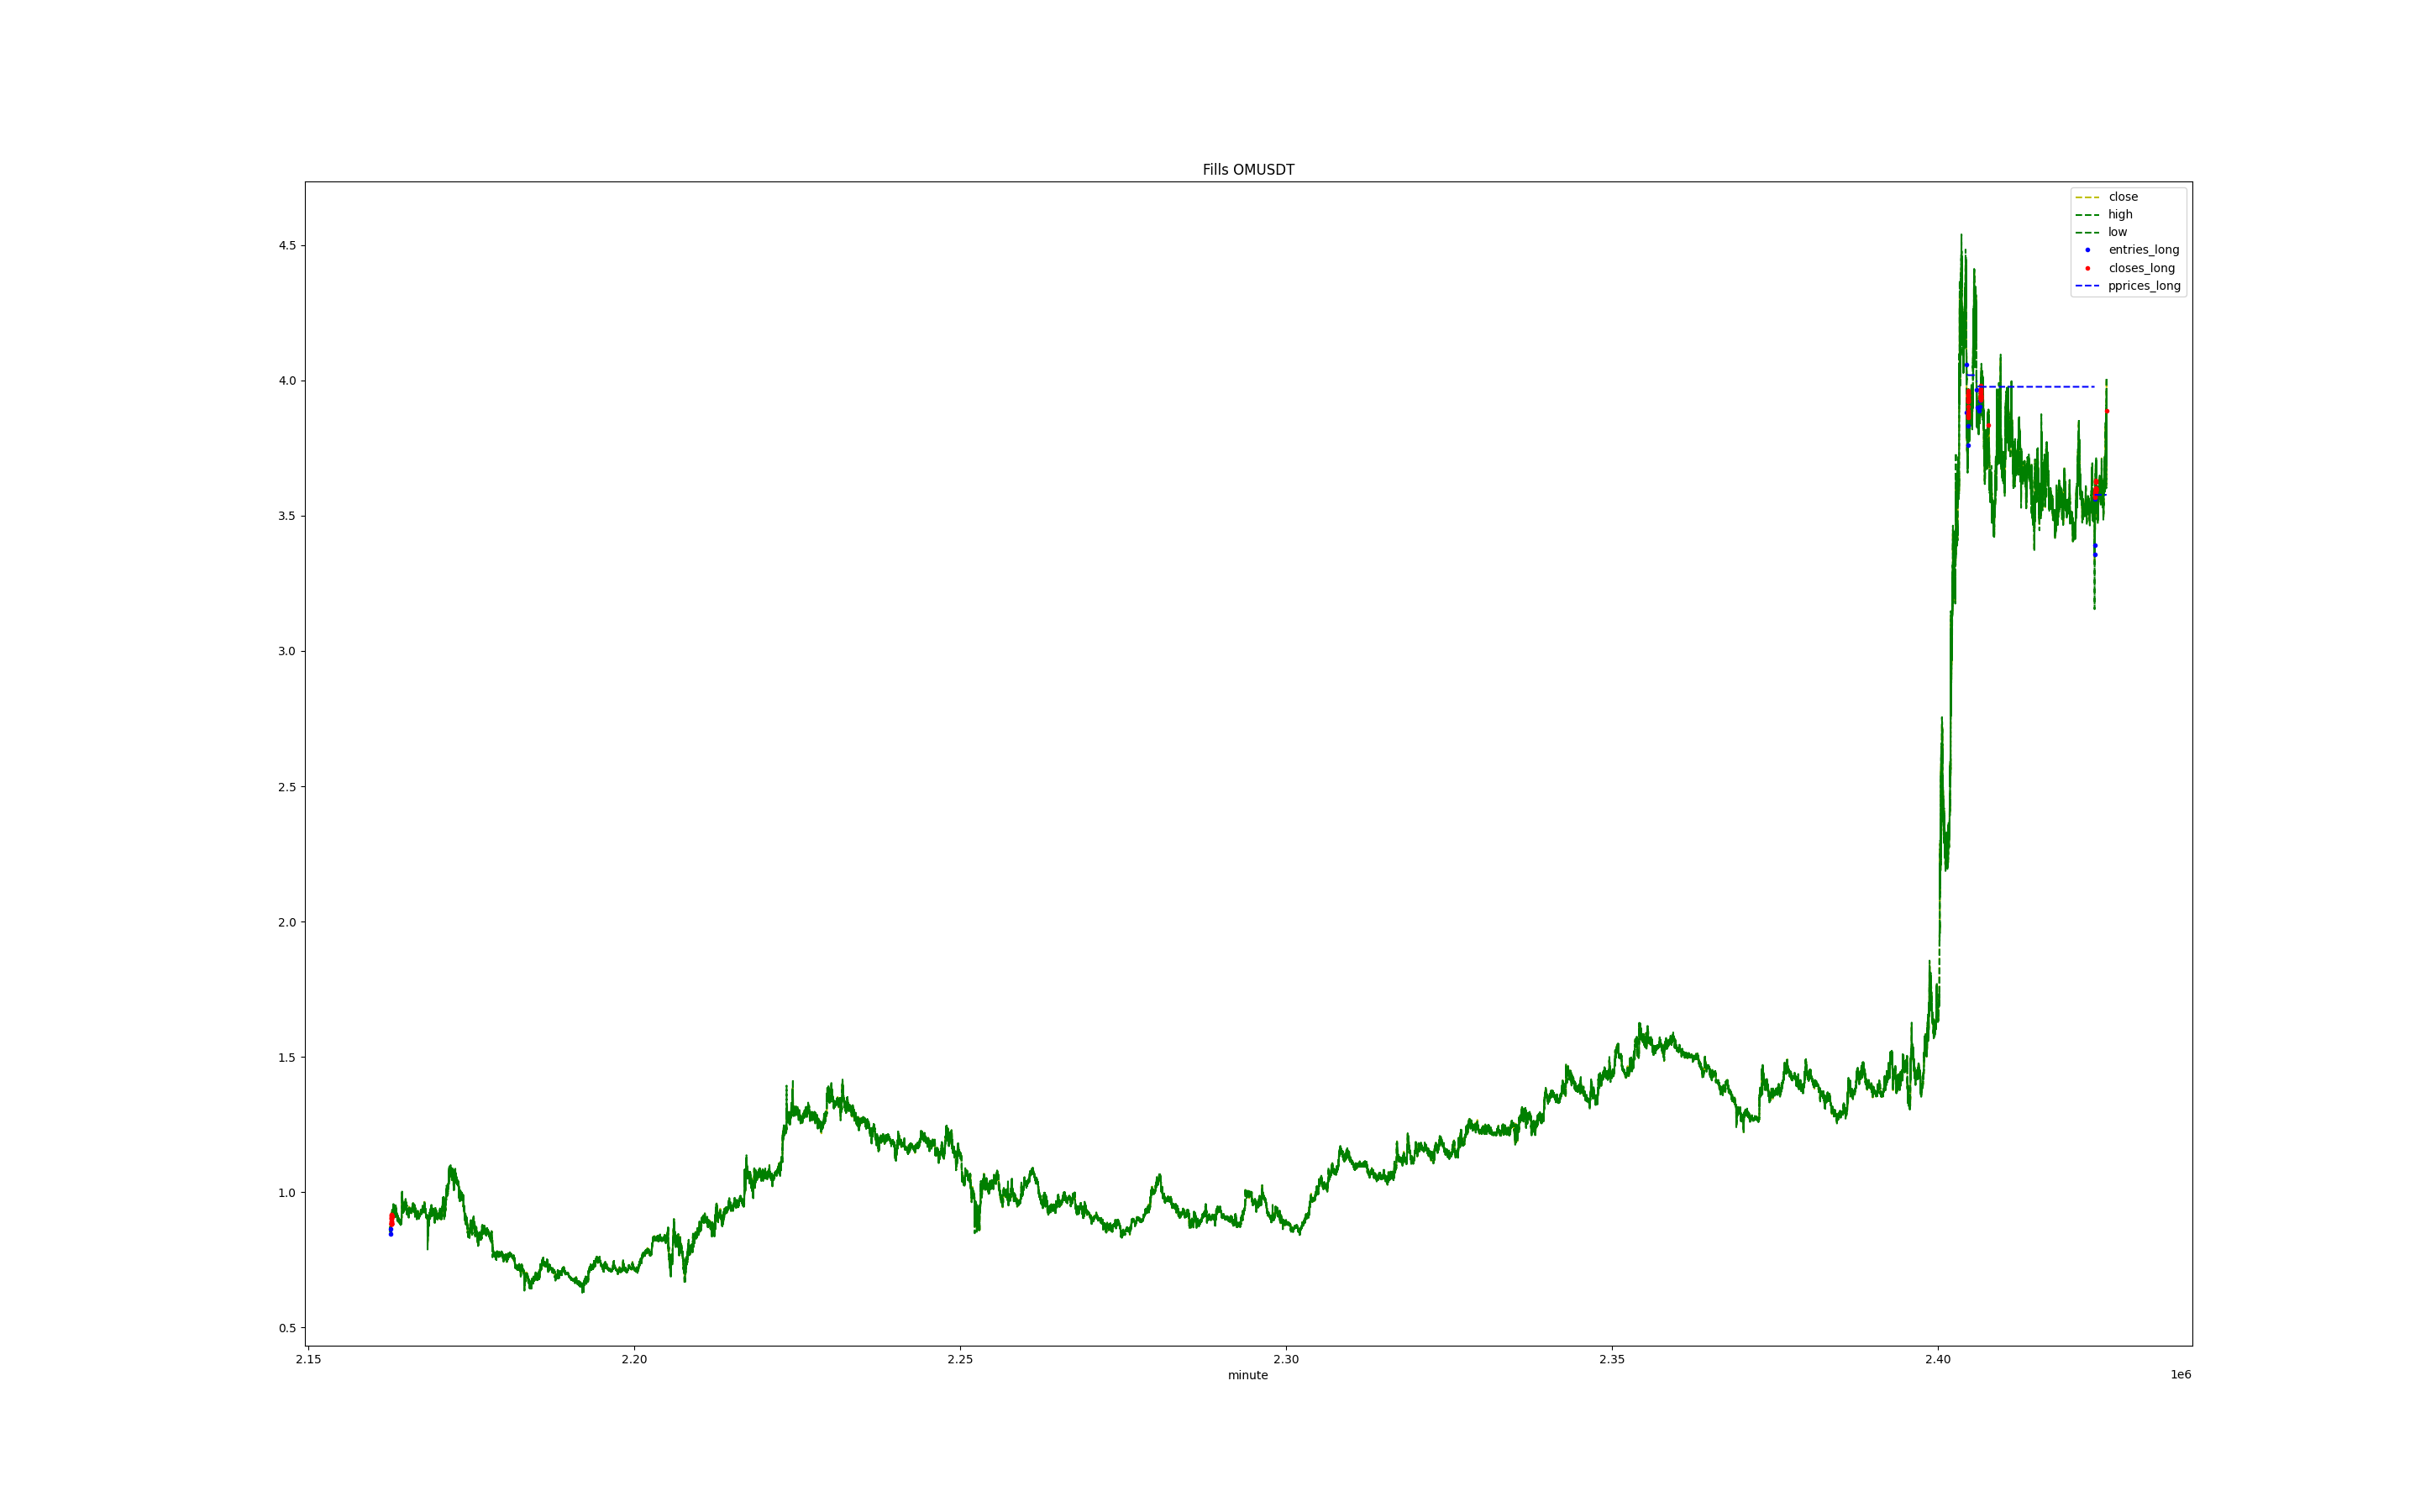 Fills OMUSDT
close
high
low
entries_long
closes_long
pprices_long
4.5
4.0
3.5
3.0
2.5
2.0
1.5
1.0
0.5
2.15 2.20 2.25 2.30 2.35 2.40
minute 1e6